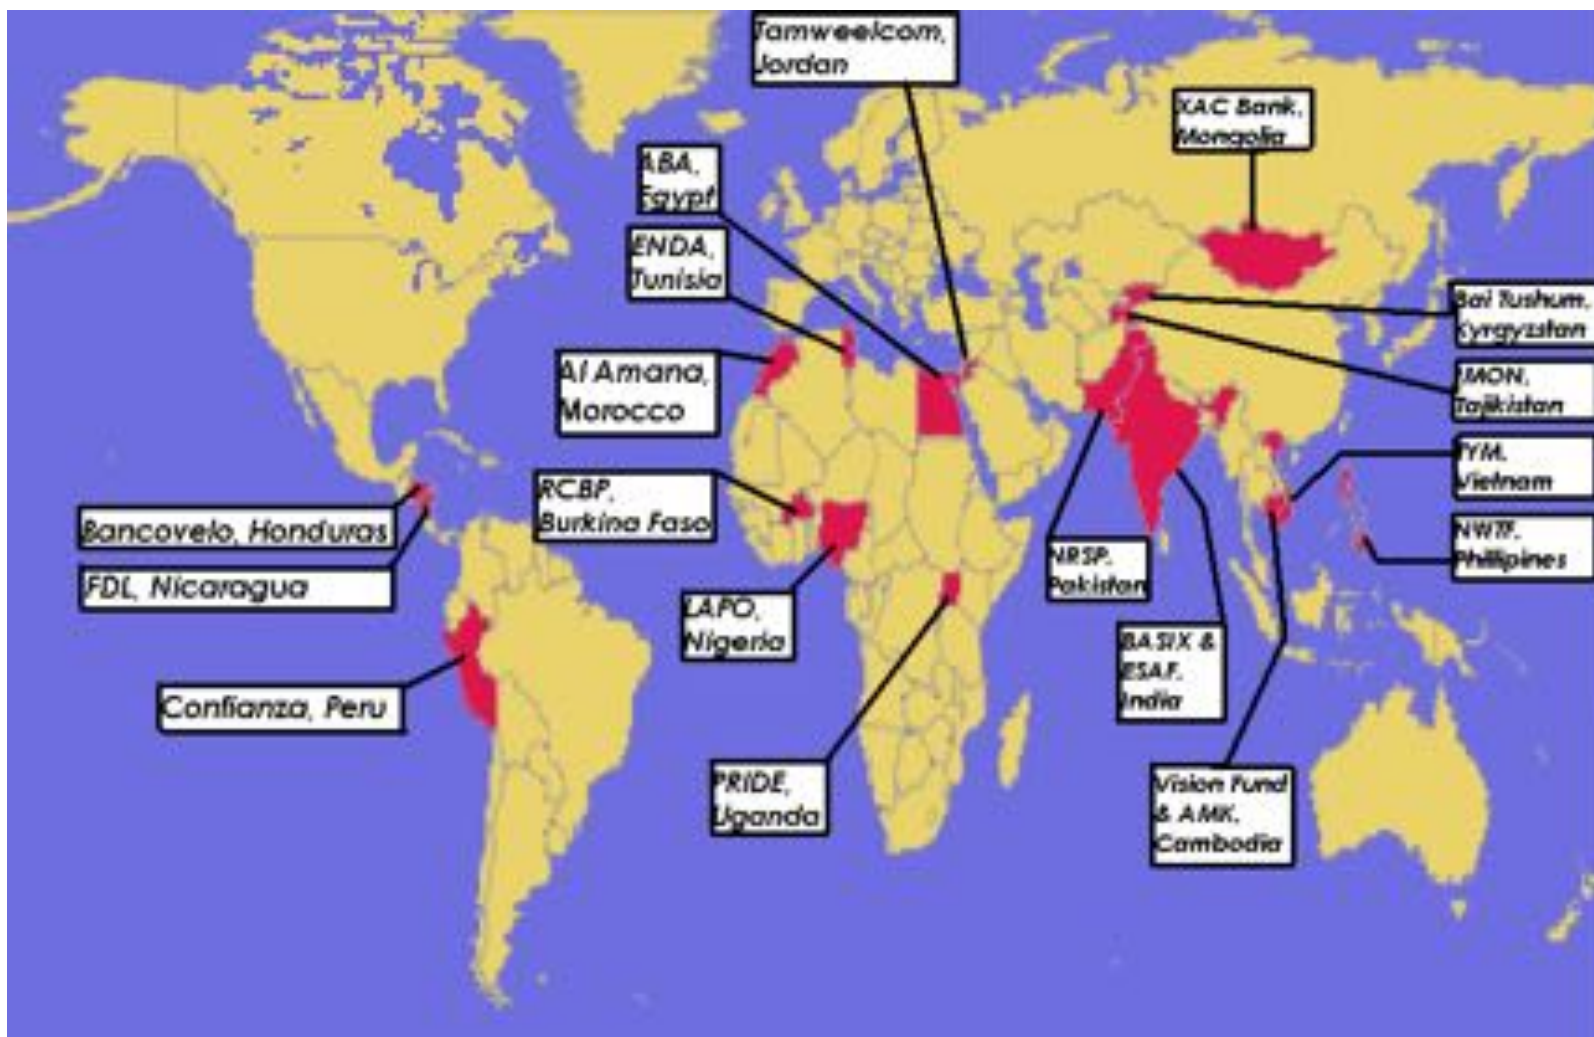 Tamweelcom,
Jordan
XAC Bank,
Mongolia
ABA,
Egypt
ENDA,
Tunisia
Bai Tushum,
Kyrgyzstan
Al Amana,
Morocco
IMON,
Tajikistan
TYM,
Vietnam
RCBP,
Burkina Faso
Bancovelo, Honduras
NWTF,
Phillipines
NRSP,
Pakistan
FDL, Nicaragua
LAPO,
Nigeria
BASIX &
ESAF,
India
Confianza, Peru
PRIDE,
Uganda
Vision Fund
& AMK,
Cambodia